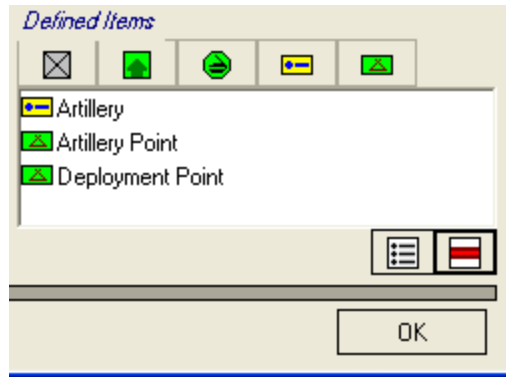 Defined Items
Artillery
Artillery Point
Deployment Point
OK